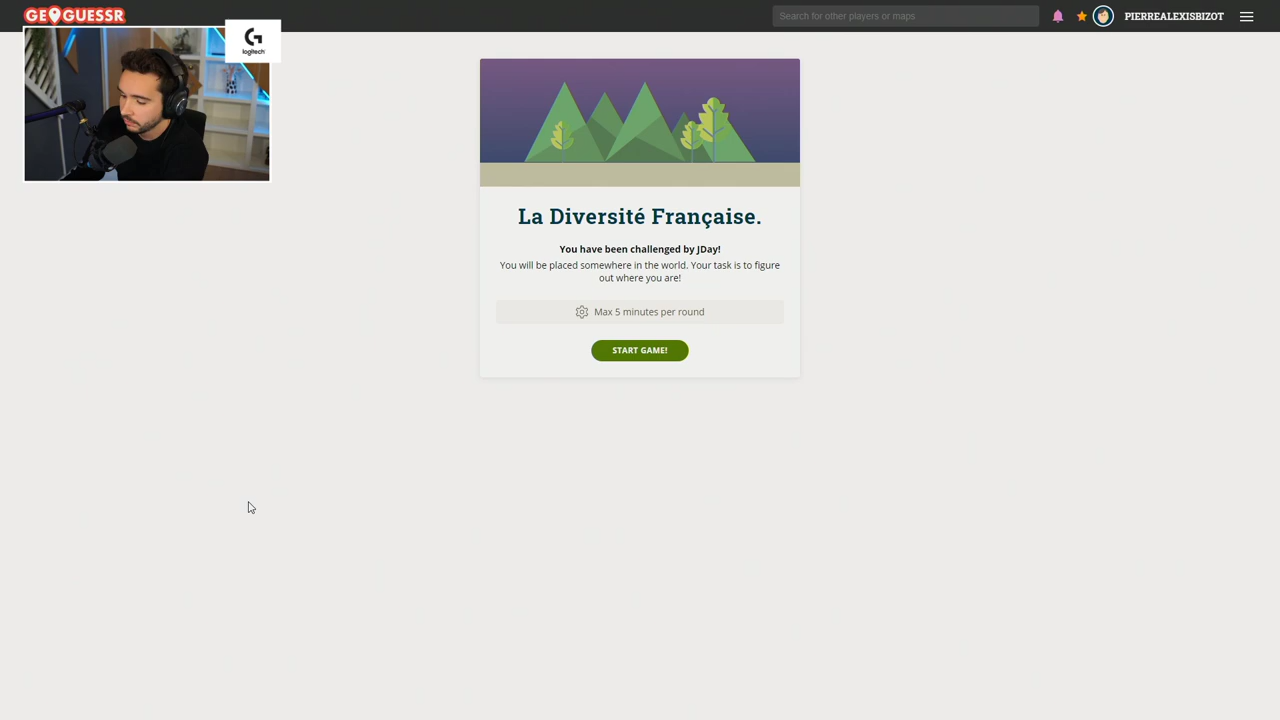 GEOGUESSR
Search for other players or maps
PIERREALEXISBIZOT
logitech
La Diversité Française.
You have been challenged by JDay!
You will be placed somewhere in the world. Your task is to figure
out where you are!
Max 5 minutes per round
START GAME!